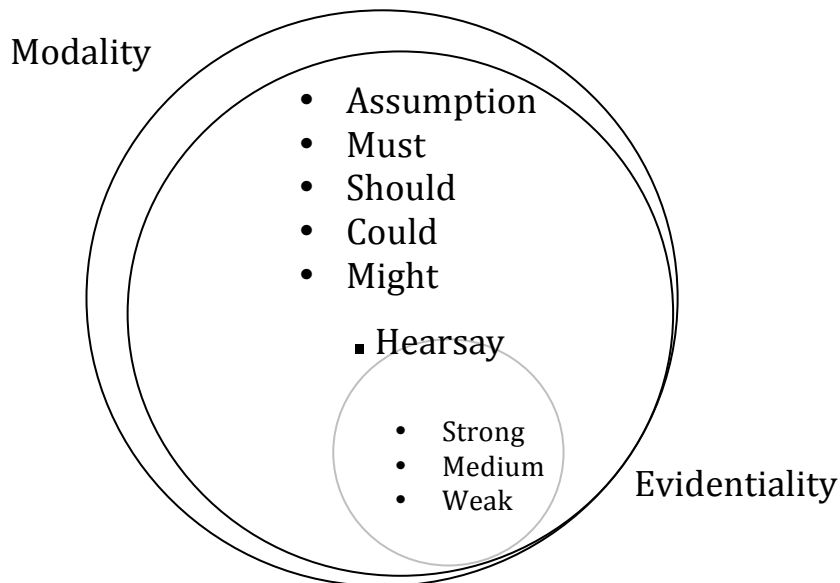 Modality
• Assumption
• Must
• Should
• Could
• Might
▪ Hearsay
• Strong
• Medium
• Weak
Evidentiality